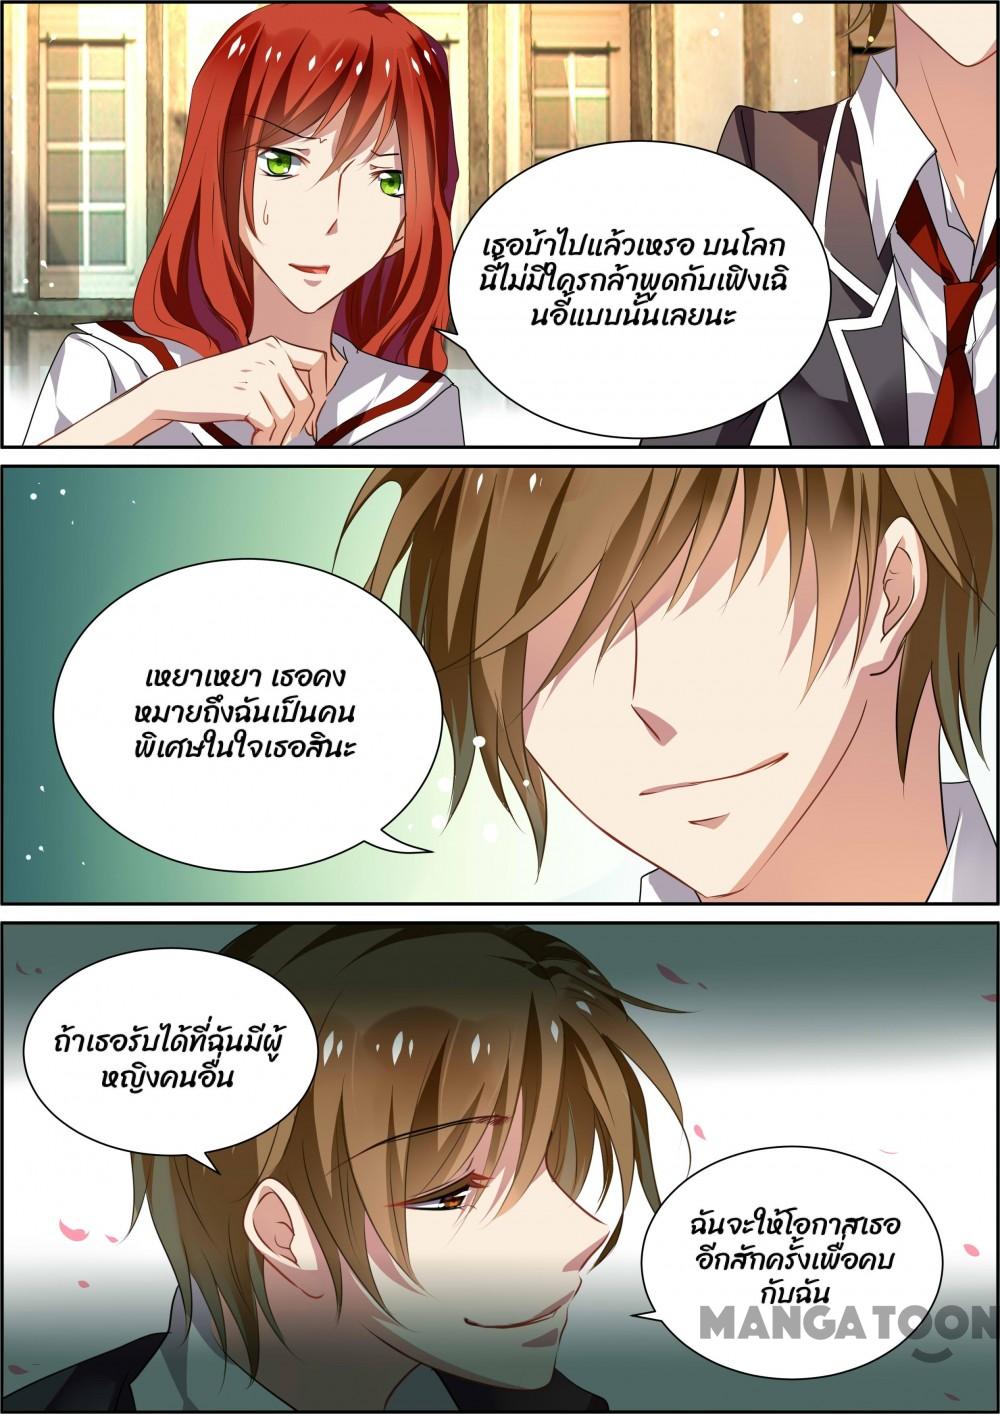 เธอบ้าไปแล้วเหรอ บนโลก
นี้ไม่มีใครกล้าพูดกับเฟิงเฉิ
นอี้แบบนั้นเลยนะ
เหยาเหยา เธอคง
หมายถึงฉันเป็นคน
พิเศษในใจเธอสินะ
ถ้าเธอรับได้ที่ฉันมีผู้
หญิงคนอื่น
ฉันจะให้โอกาสเธอ
อีกสักครั้งเพื่อคบ
กับฉัน
MANGATOON